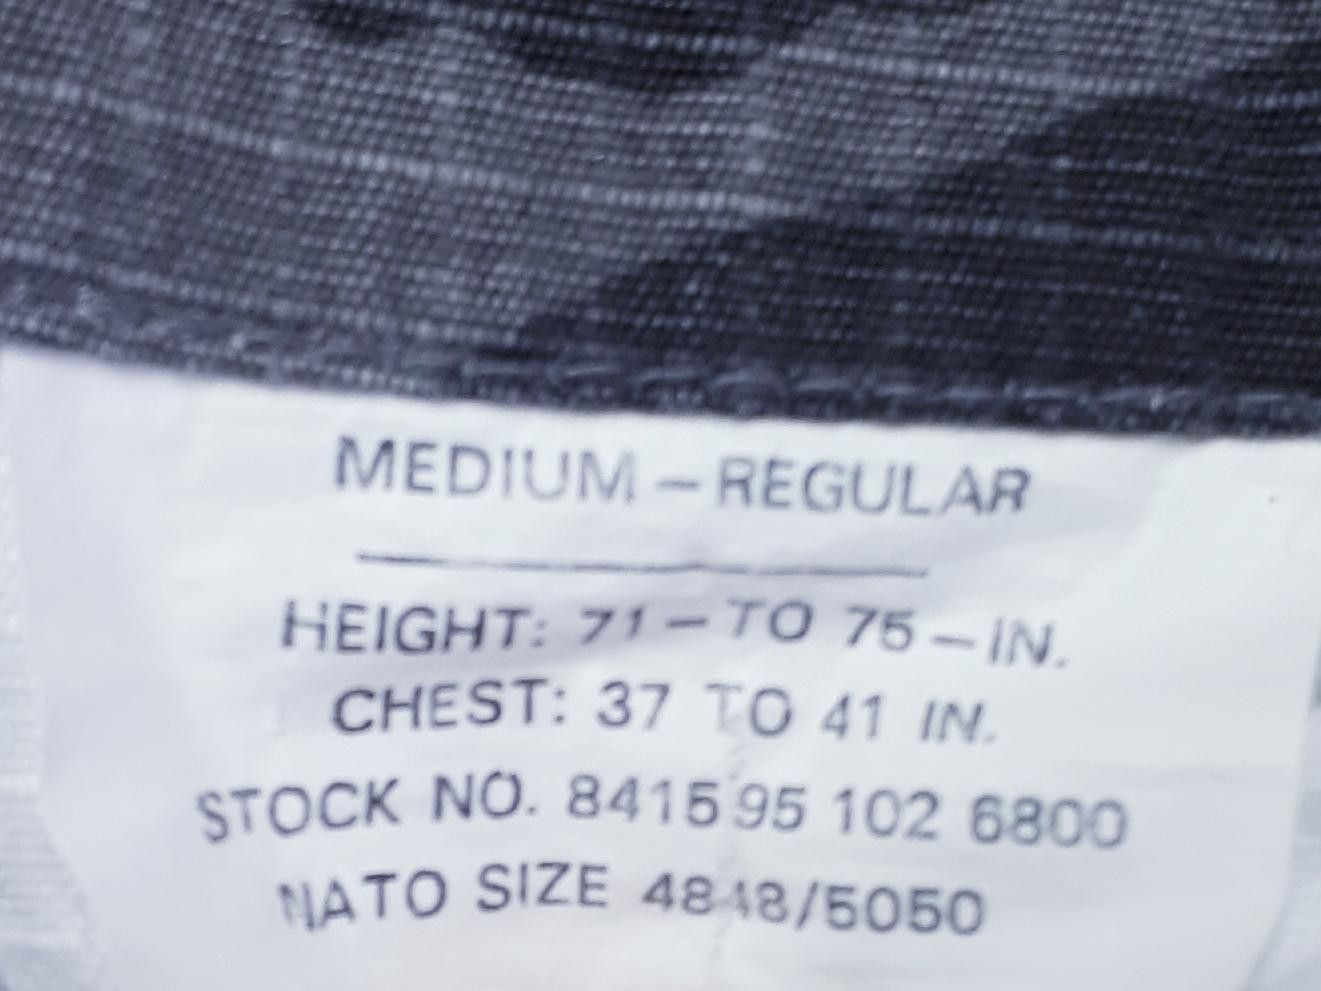 MEDIUM – REGULAR
HEIGHT: 71 – TO 75 – IN.
CHEST: 37 TO 41 IN.
STOCK NO. 8415 95 102 6800
NATO SIZE 4848/5050